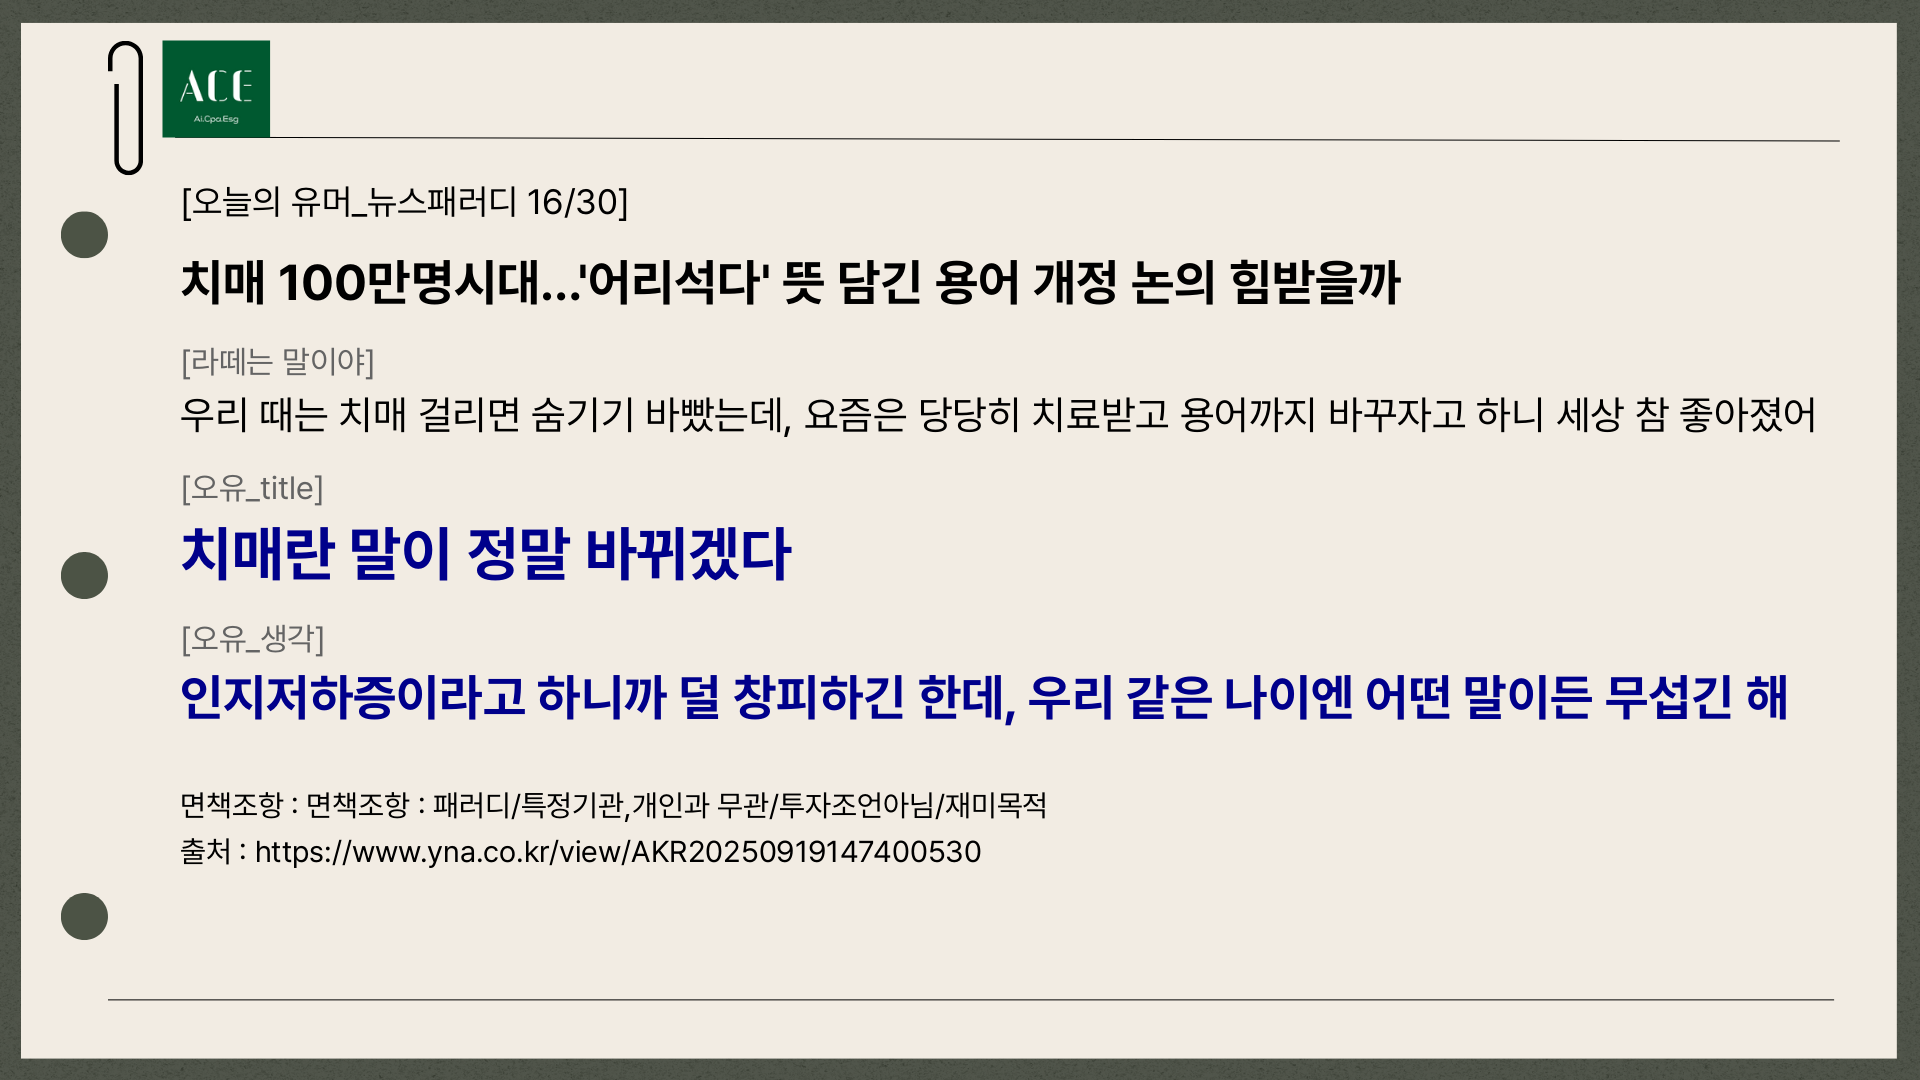 ACE
Ai.Cpa.Esg
[오늘의 유머_뉴스패러디 16/30]
치매 100만명시대...'어리석다' 뜻 담긴 용어 개정 논의 힘받을까
[라떼는 말이야]
우리 때는 치매 걸리면 숨기기 바빴는데, 요즘은 당당히 치료받고 용어까지 바꾸자고 하니 세상 참 좋아졌어
[오유_title]
치매란 말이 정말 바뀌겠다
[오유_생각]
인지저하증이라고 하니까 덜 창피하긴 한데, 우리 같은 나이엔 어떤 말이든 무섭긴 해
면책조항 : 면책조항 : 패러디/특정기관,개인과 무관/투자조언아님/재미목적
출처 : https://www.yna.co.kr/view/AKR20250919147400530